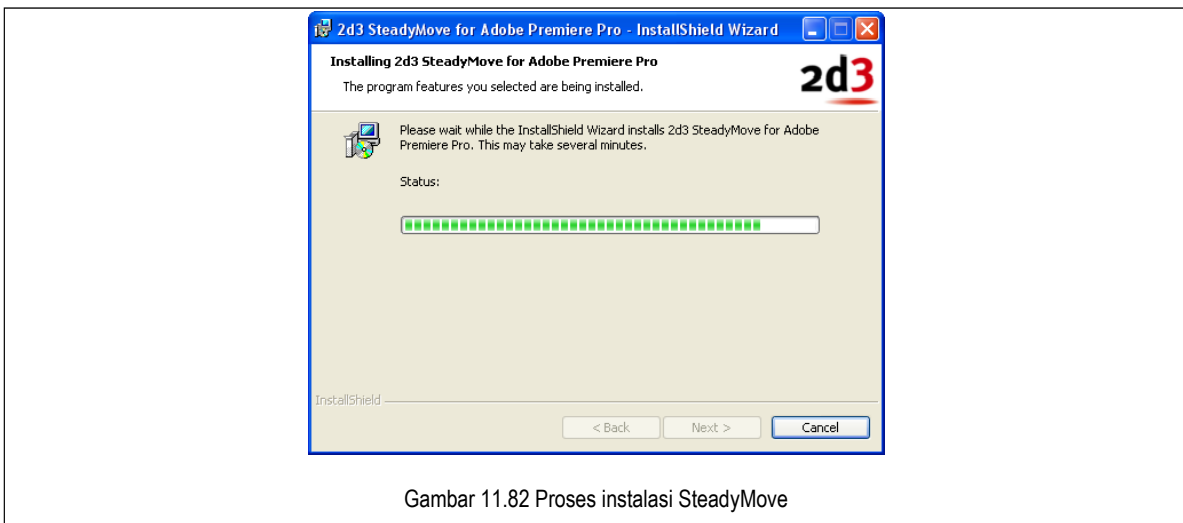 2d3 SteadyMove for Adobe Premiere Pro - InstallShield Wizard
Installing 2d3 SteadyMove for Adobe Premiere Pro
The program features you selected are being installed.
2d3
Please wait while the InstallShield Wizard installs 2d3 SteadyMove for Adobe
Premiere Pro. This may take several minutes.
Status:
InstallShield
< Back
Next >
Cancel
Gambar 11.82 Proses instalasi SteadyMove